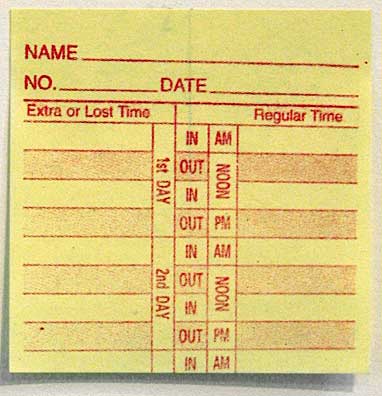 NAME
NO. DATE
Extra or Lost Time Regular Time
IN AM
1st DAY OUT NOON
IN
OUT PM
IN AM
2nd DAY OUT NOON
IN
OUT PM
IN AM